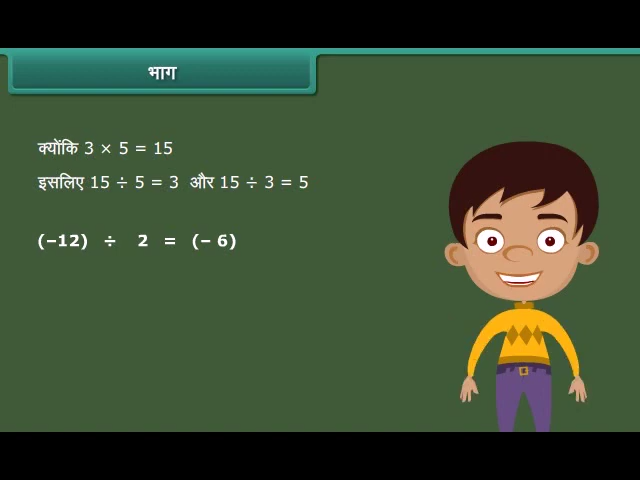 भाग
क्योंकि 3 × 5 = 15
इसलिए 15 ÷ 5 = 3 और 15 ÷ 3 = 5
(−12) ÷ 2 = (− 6)